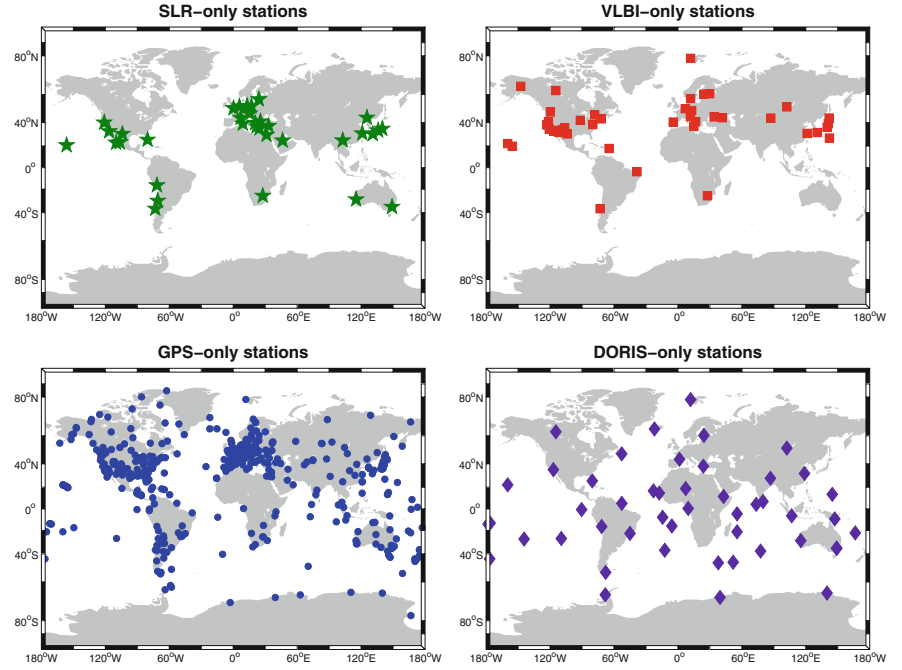 SLR–only stations
80°N
40°N
0°
40°S
80°S
180°W
120°W
60°W
0°
60°E
120°E
180°W
VLBI–only stations
80°N
40°N
0°
40°S
80°S
180°W
120°W
60°W
0°
60°E
120°E
180°W
GPS–only stations
80°N
40°N
0°
40°S
80°S
180°W
120°W
60°W
0°
60°E
120°E
180°W
DORIS–only stations
80°N
40°N
0°
40°S
80°S
180°W
120°W
60°W
0°
60°E
120°E
180°W